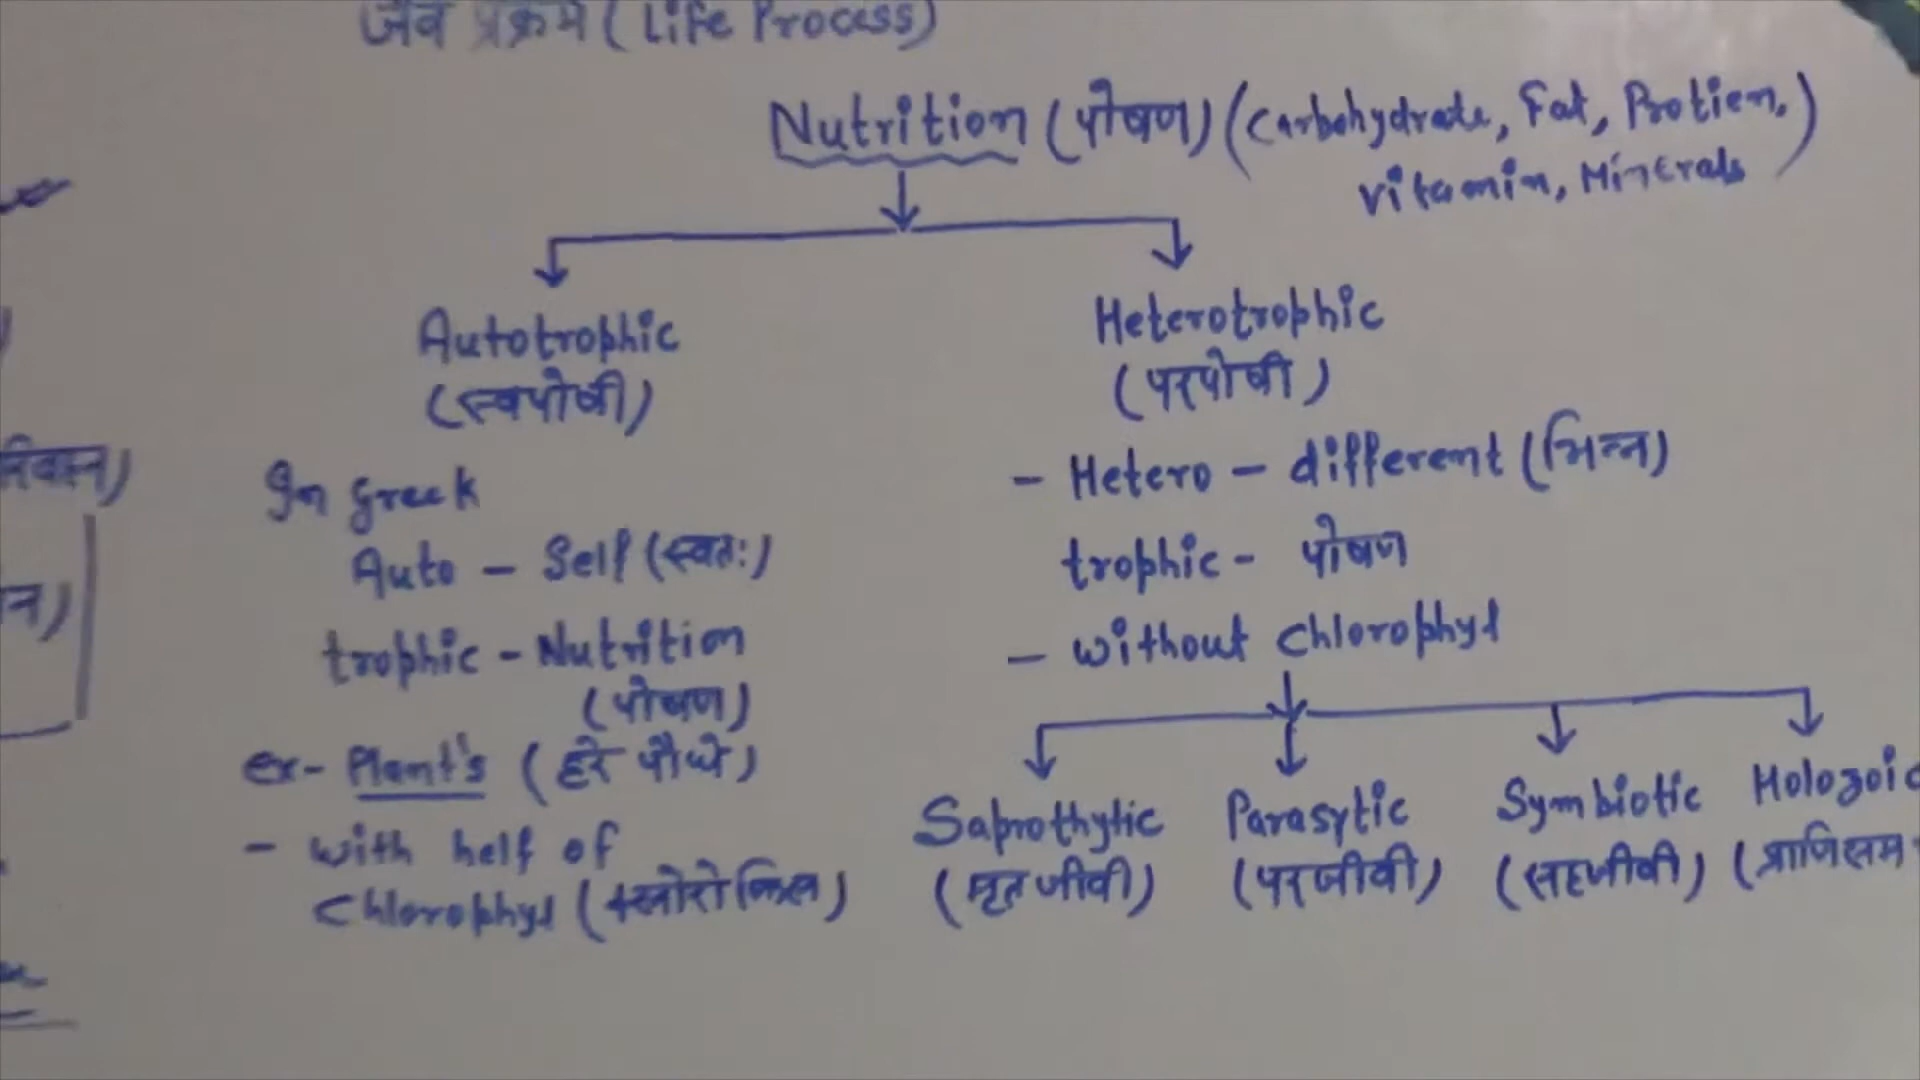 जैव प्रक्रम (Life Process)
Nutrition (पोषण) (Carbohydrate, Fat, Protien,
Vitamin, Minerals)
Autotrophic
(स्वपोषी)
In Greek
Auto - Self (स्वतः)
trophic - Nutrition
(पोषण)
ex- Plant's (हरे पौधे)
- with helf of
Chlorophyl (क्लोरोफिल)
Heterotrophic
(परपोषी)
- Hetero - different (भिन्न)
trophic - पोषण
- without Chlorophyl
Saprothytic Parasytic Symbiotic Holozoic
(मृतजीवी) (परजीवी) (सहजीवी) (प्राणिसम